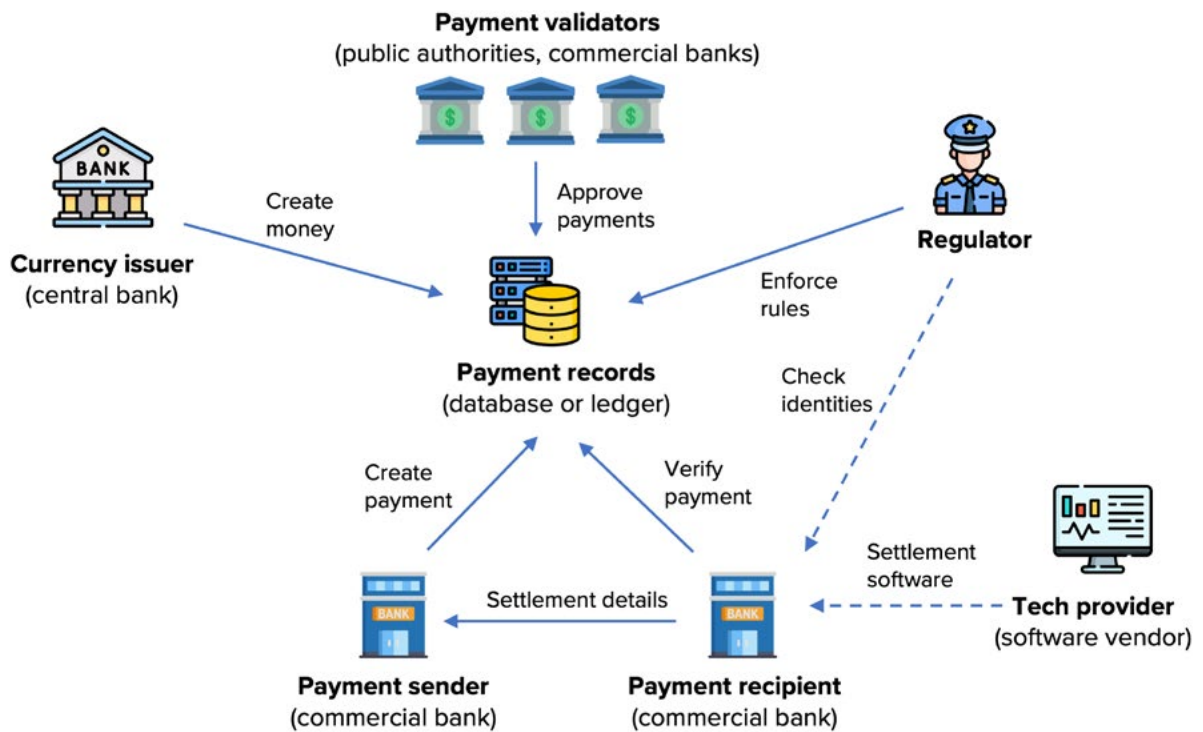 Payment validators
(public authorities, commercial banks)
$ $ $
BANK
Create
money
Approve
payments
Currency issuer
(central bank)
Regulator
Enforce
rules
Payment records
(database or ledger)
Check
identities
Create
payment
Verify
payment
Settlement
software
BANK
Settlement details
BANK
Tech provider
(software vendor)
Payment sender
(commercial bank)
Payment recipient
(commercial bank)